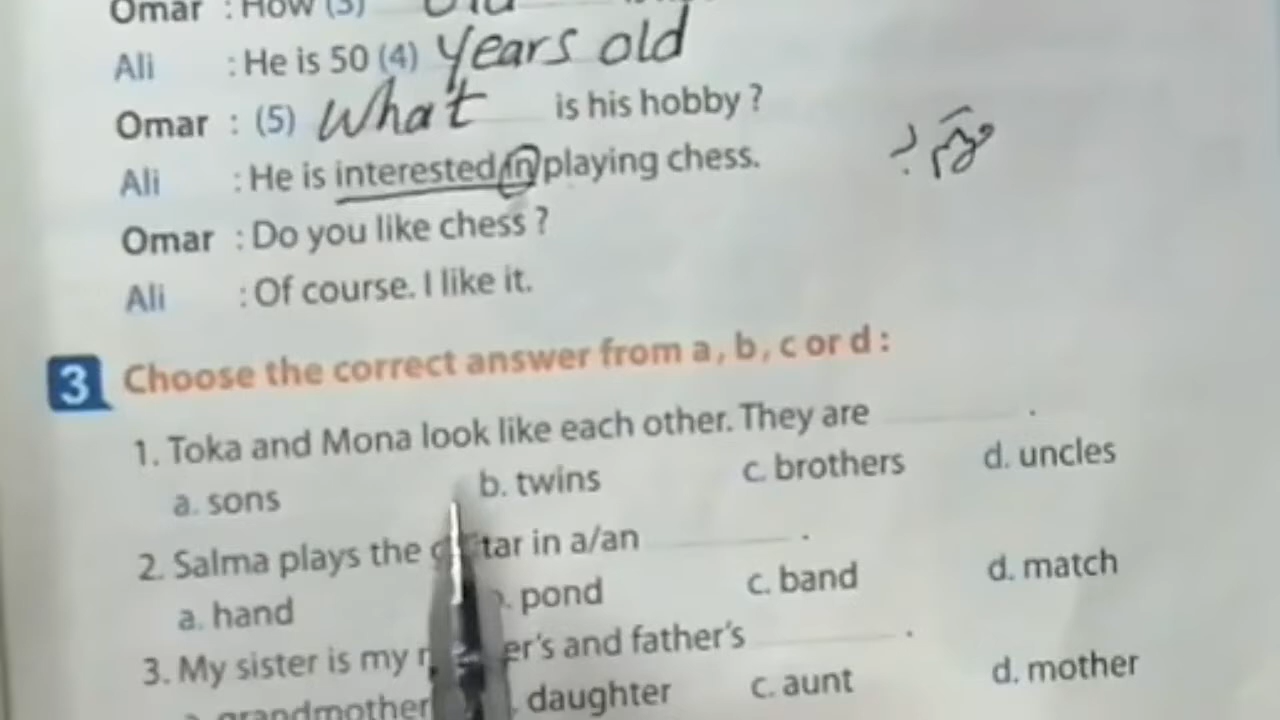 Omar : How (3) old
Ali : He is 50 (4) years old
Omar : (5) What is his hobby ?
Ali : He is interested in playing chess.
Omar : Do you like chess ?
Ali : Of course. I like it.
3 Choose the correct answer from a, b, c or d :
1. Toka and Mona look like each other. They are .
a. sons b. twins c. brothers d. uncles
2. Salma plays the tar in a/an .
a. hand b. pond c. band d. match
3. My sister is my er's and father's .
grandmother daughter c. aunt d. mother